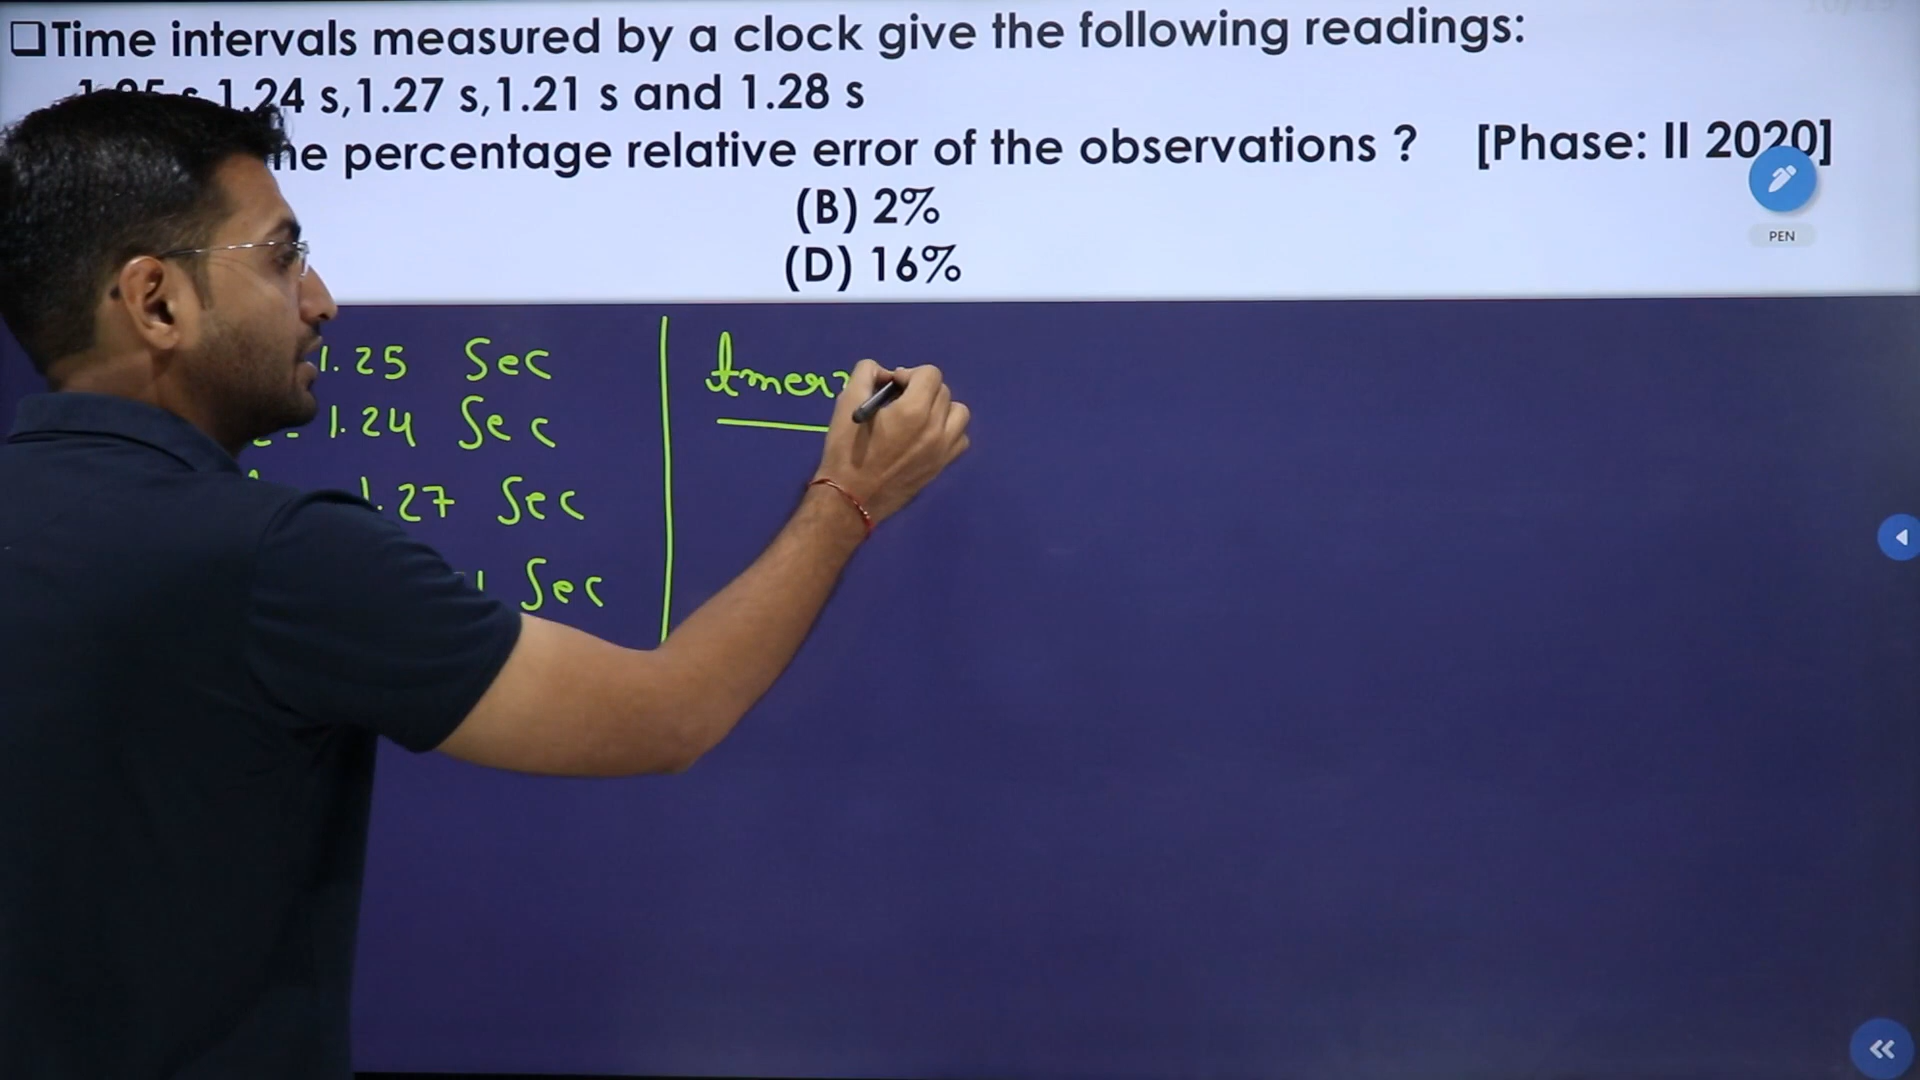 Time intervals measured by a clock give the following readings:
1.25 s, 1.24 s, 1.27 s, 1.21 s and 1.28 s
percentage relative error of the observations ? [Phase: II 2020]
(B) 2%
(D) 16%
PEN
1.25 Sec
1.24 Sec
1.27 Sec
Sec